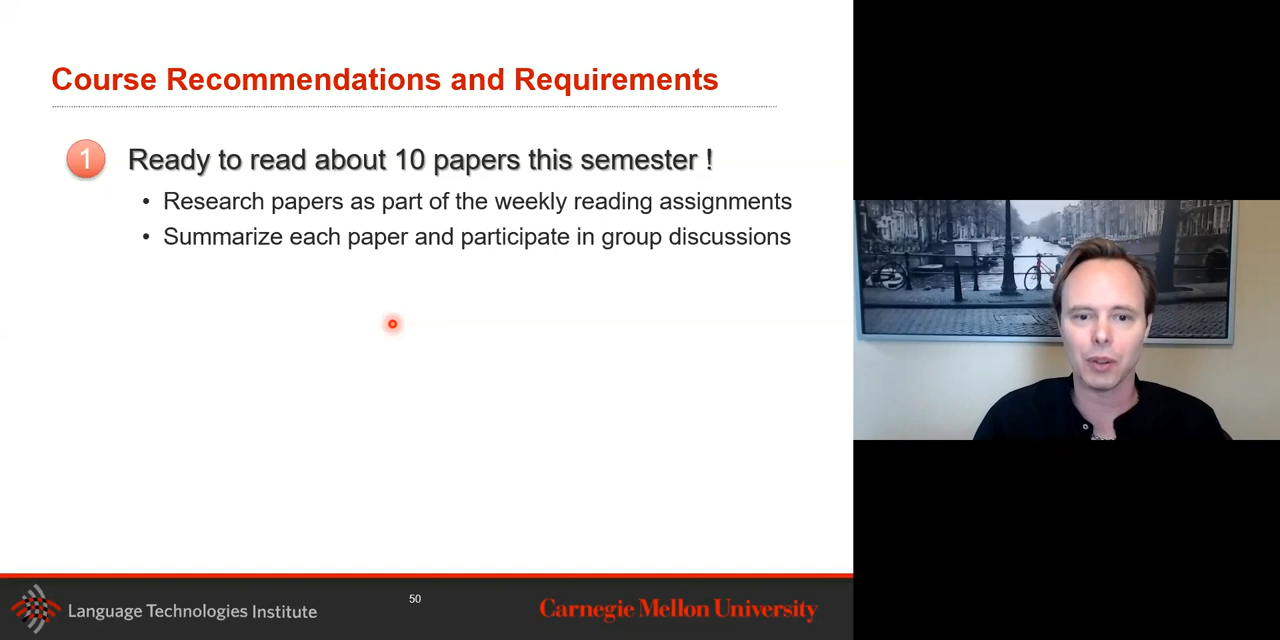 Course Recommendations and Requirements
1 Ready to read about 10 papers this semester !
• Research papers as part of the weekly reading assignments
• Summarize each paper and participate in group discussions
Language Technologies Institute
50
Carnegie Mellon University